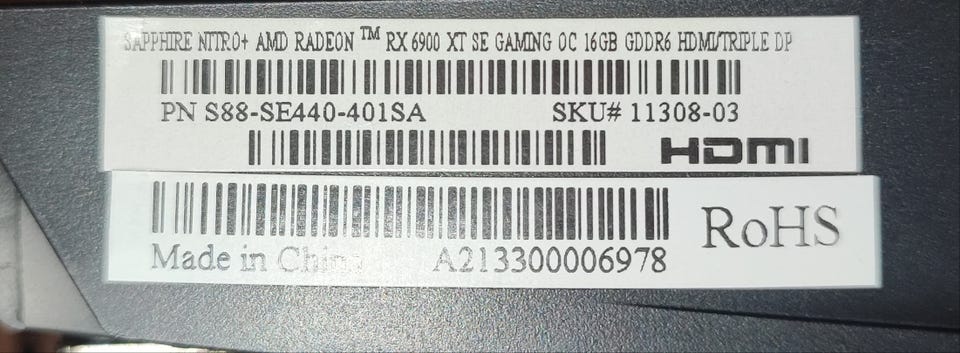 SAPPHIRE NITRO+ AMD RADEON ™ RX 6900 XT SE GAMING OC 16GB GDDR6 HDMI/TRIPLE DP
PN S88-SE440-401SA SKU# 11308-03
HDMI
RoHS
Made in China A213300006978